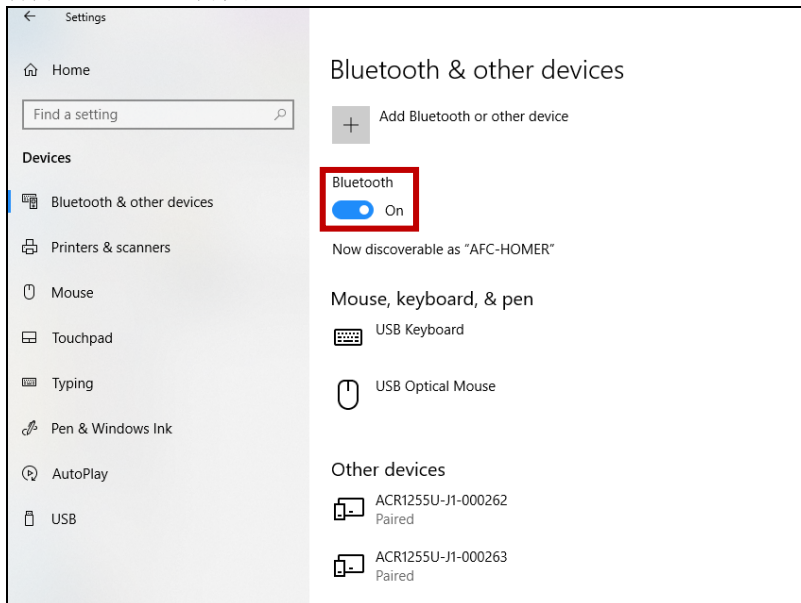 Settings
Home
Find a setting
Devices
Bluetooth & other devices
Printers & scanners
Mouse
Touchpad
Typing
Pen & Windows Ink
AutoPlay
USB
Bluetooth & other devices
Add Bluetooth or other device
Bluetooth
On
Now discoverable as “AFC-HOMER”
Mouse, keyboard, & pen
USB Keyboard
USB Optical Mouse
Other devices
ACR1255U-J1-000262
Paired
ACR1255U-J1-000263
Paired